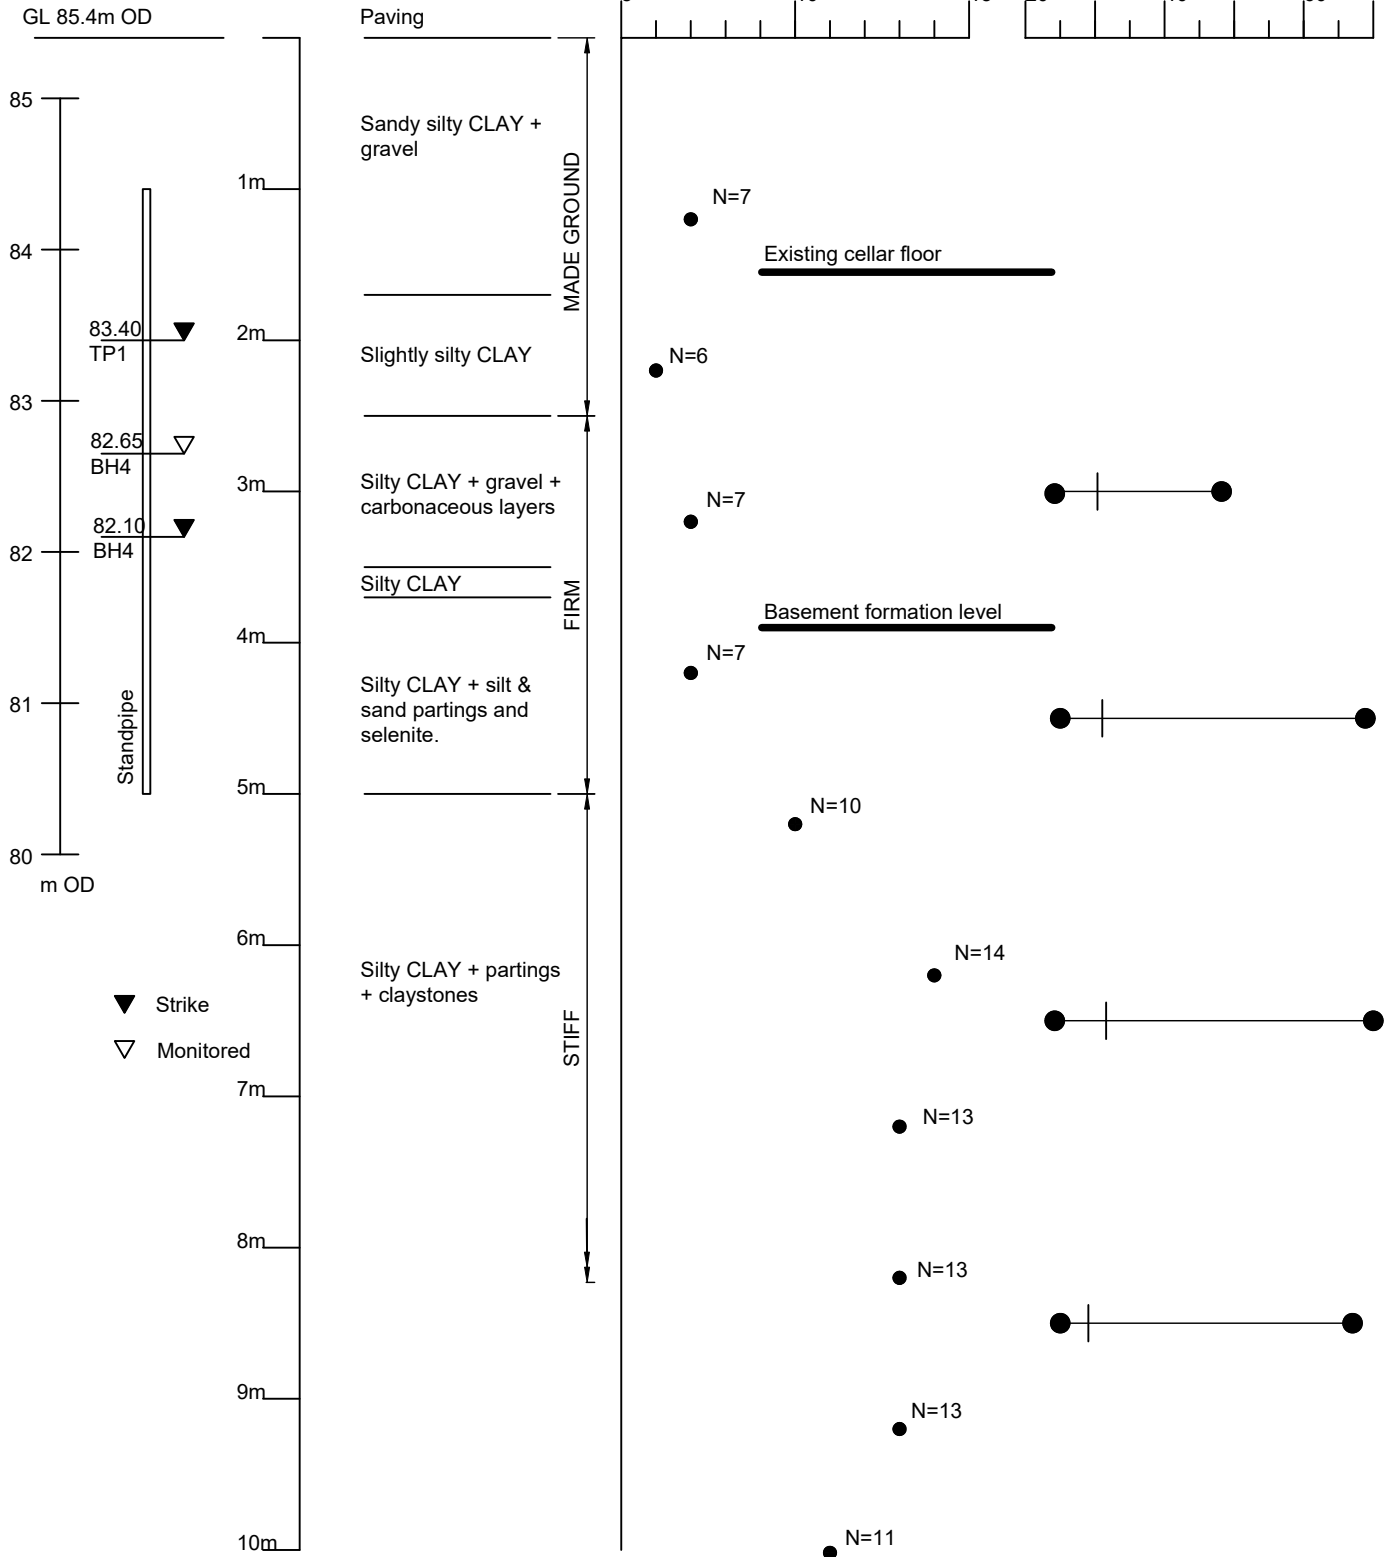 GL 85.4m OD
Paving
85
84
83
82
81
80
m OD
83.40
TP1
82.65
BH4
82.10
BH4
Standpipe
Strike
Monitored
1m
2m
3m
4m
5m
6m
7m
8m
9m
10m
Sandy silty CLAY +
gravel
Slightly silty CLAY
Silty CLAY + gravel +
carbonaceous layers
Silty CLAY
Silty CLAY + silt &
sand partings and
selenite.
Silty CLAY + partings
+ claystones
MADE GROUND
FIRM
STIFF
N=7
Existing cellar floor
N=6
N=7
Basement formation level
N=7
N=10
N=14
N=13
N=13
N=13
N=11